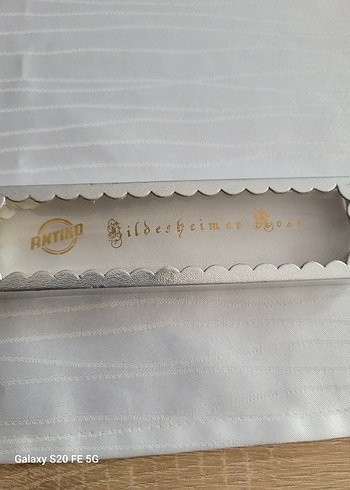 ANTIKO
Hildesheimer Rose
Galaxy S20 FE 5G